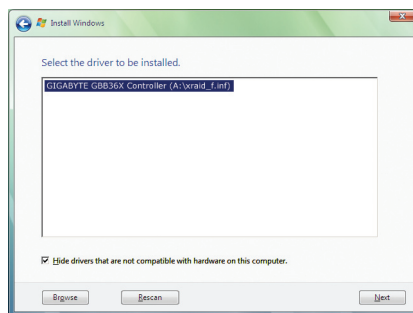 Install Windows
Select the driver to be installed.
GIGABYTE GBB36X Controller (A:\xraid_f.inf)
Hide drivers that are not compatible with hardware on this computer.
Browse
Rescan
Next